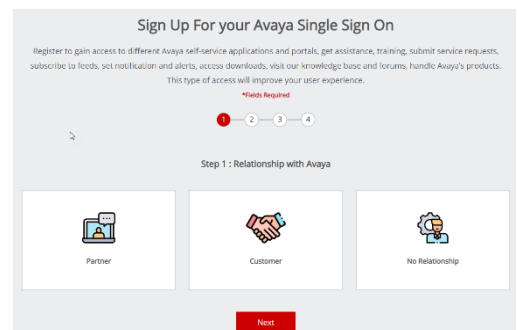 Sign Up For your Avaya Single Sign On
Register to gain access to different Avaya self-service applications and portals, get assistance, training, submit service requests,
subscribe to feeds, set notification and alerts, access downloads, visit our knowledge base and forums, handle Avaya's products.
This type of access will improve your user experience.
*Fields Required
1 2 3 4
Step 1 : Relationship with Avaya
Partner Customer No Relationship
Next